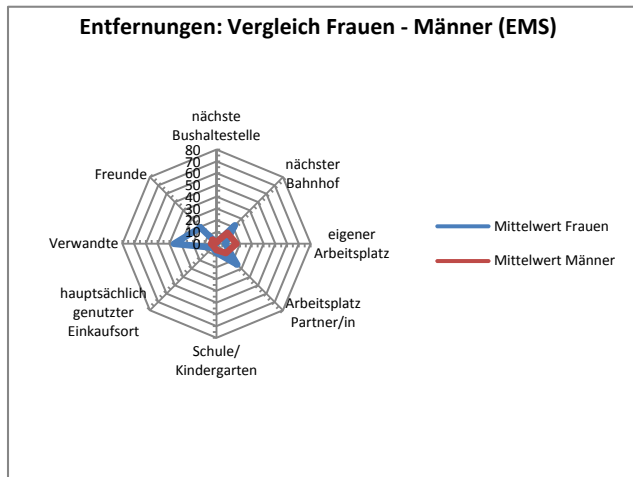 Entfernungen: Vergleich Frauen - Männer (EMS)
nächste
Bushaltestelle
nächster
Bahnhof
eigener
Arbeitsplatz
Arbeitsplatz
Partner/in
Schule/
Kindergarten
hauptsächlich
genutzter
Einkaufsort
Verwandte
Freunde
80
70
60
50
40
30
20
10
0
Mittelwert Frauen
Mittelwert Männer